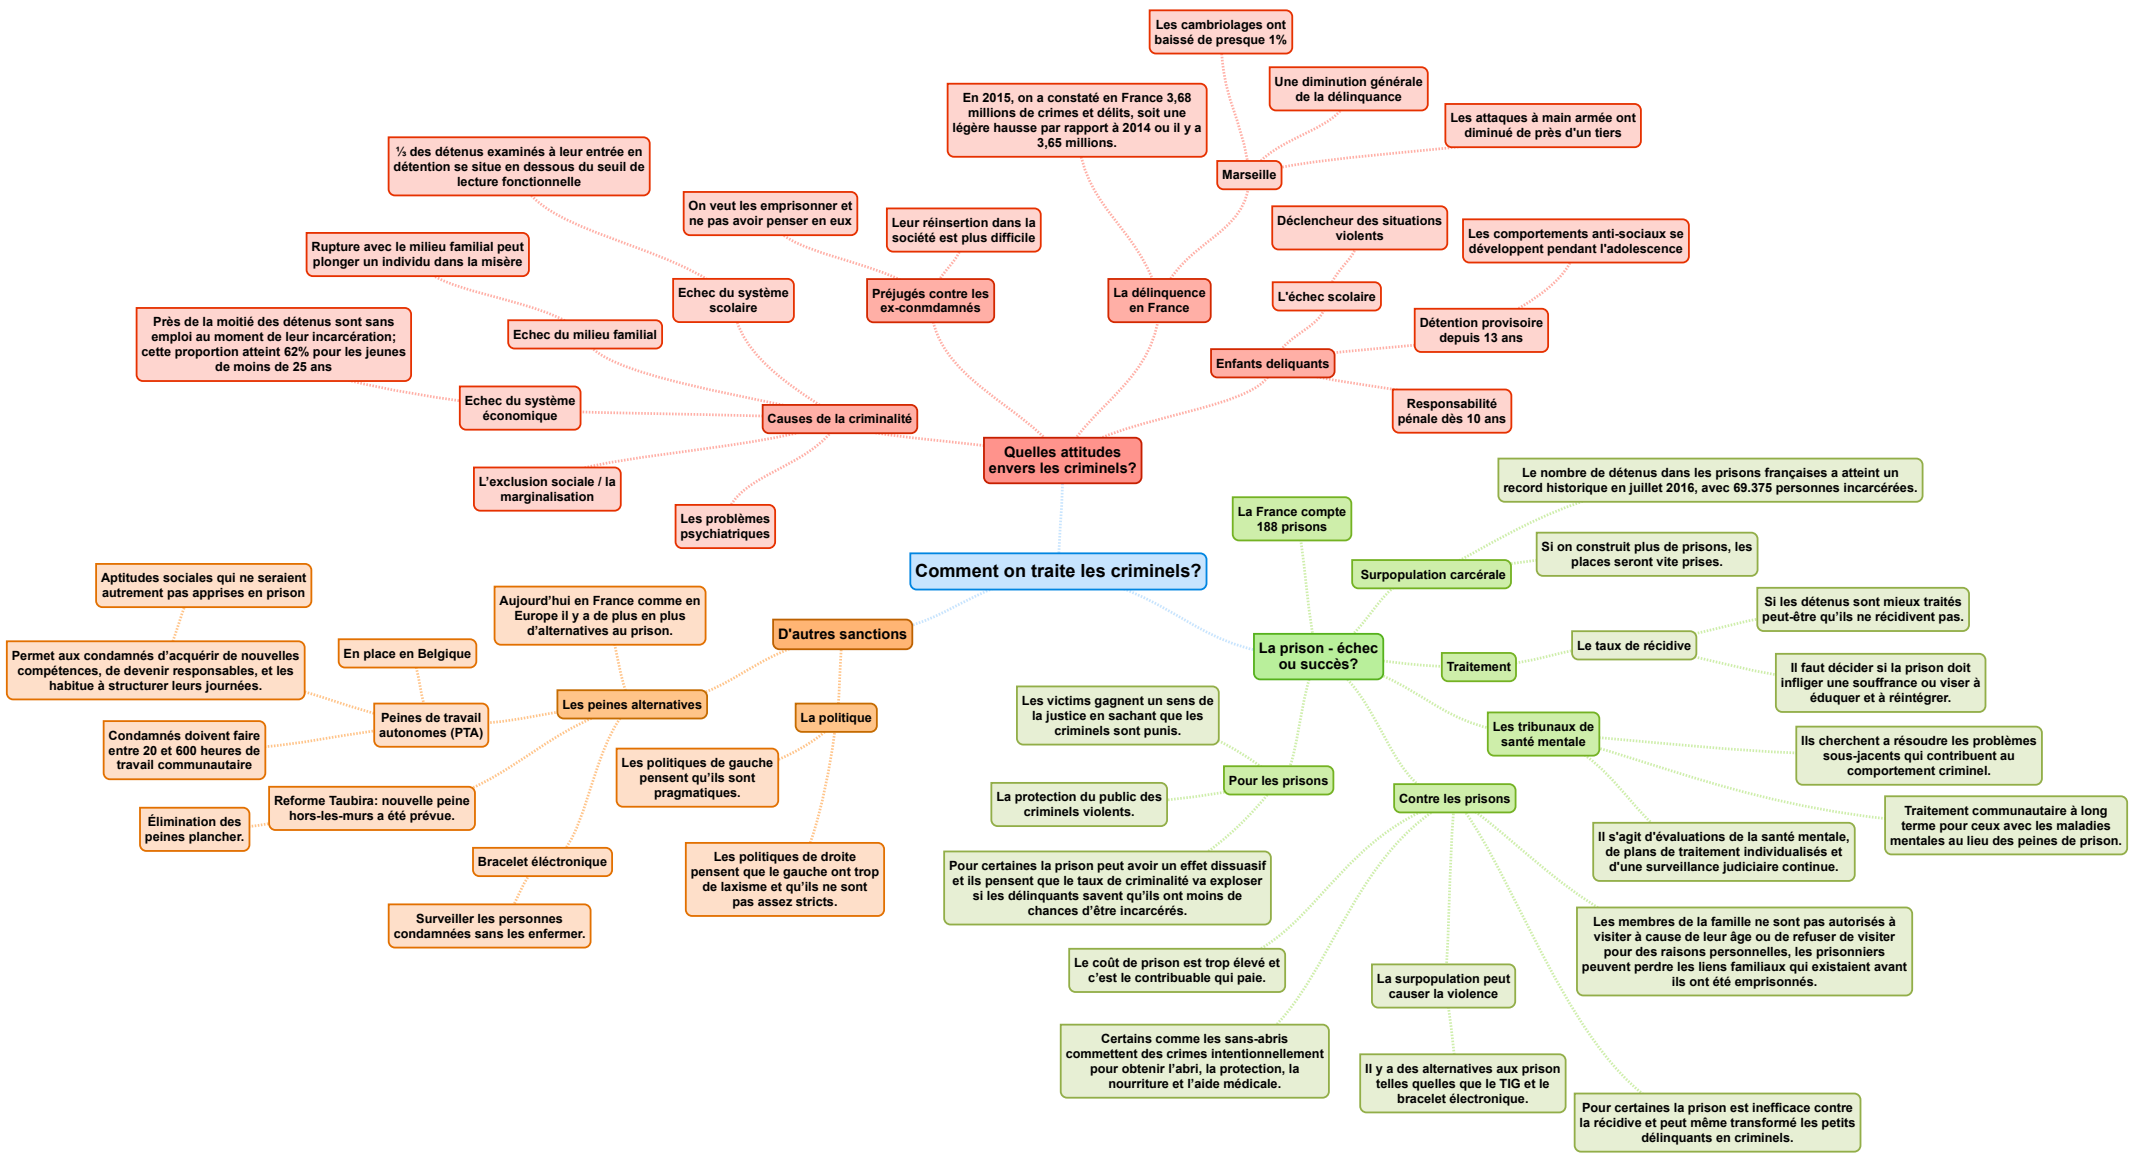 Les cambriolages ont
baissé de presque 1%
Une diminution générale
de la délinquance
En 2015, on a constaté en France 3,68
millions de crimes et délits, soit une
légère hausse par rapport à 2014 ou il y a
3,65 millions.
Les attaques à main armée ont
diminué de près d'un tiers
Marseille
⅓ des détenus examinés à leur entrée en
détention se situe en dessous du seuil de
lecture fonctionnelle
On veut les emprisonner et
ne pas avoir penser en eux
Leur réinsertion dans la
société est plus difficile
Déclencheur des situations
violents
Les comportements anti-sociaux se
développent pendant l'adolescence
Rupture avec le milieu familial peut
plonger un individu dans la misère
Echec du système
scolaire
Préjugés contre les
ex-conmdamnés
La délinquence
en France
L'échec scolaire
Près de la moitié des détenus sont sans
emploi au moment de leur incarcération;
cette proportion atteint 62% pour les jeunes
de moins de 25 ans
Echec du milieu familial
Détention provisoire
depuis 13 ans
Enfants deliquants
Echec du système
économique
Causes de la criminalité
Responsabilité
pénale dès 10 ans
Quelles attitudes
envers les criminels?
L'exclusion sociale / la
marginalisation
Les problèmes
psychiatriques
Le nombre de détenus dans les prisons françaises a atteint un
record historique en juillet 2016, avec 69.375 personnes incarcérées.
La France compte
188 prisons
Si on construit plus de prisons, les
places seront vite prises.
Surpopulation carcérale
Comment on traite les criminels?
Aptitudes sociales qui ne seraient
autrement pas apprises en prison
Aujourd'hui en France comme en
Europe il y a de plus en plus
d'alternatives au prison.
D'autres sanctions
Si les détenus sont mieux traités
peut-être qu'ils ne récidivent pas.
Le taux de récidive
La prison - échec
ou succès?
Traitement
Il faut décider si la prison doit
infliger une souffrance ou viser à
éduquer et à réintégrer.
Permet aux condamnés d'acquérir de nouvelles
compétences, de devenir responsables, et les
habitue à structurer leurs journées.
En place en Belgique
Les peines alternatives
La politique
Peines de travail
autonomes (PTA)
Condamnés doivent faire
entre 20 et 600 heures de
travail communautaire
Les politiques de gauche
pensent qu'ils sont
pragmatiques.
Reforme Taubira: nouvelle peine
hors-les-murs a été prévue.
Élimination des
peines plancher.
Bracelet éléctronique
Surveiller les personnes
condamnées sans les enfermer.
Les politiques de droite
pensent que le gauche ont trop
de laxisme et qu'ils ne sont
pas assez stricts.
Les victims gagnent un sens de
la justice en sachant que les
criminels sont punis.
Les tribunaux de
santé mentale
Ils cherchent a résoudre les problèmes
sous-jacents qui contribuent au
comportement criminel.
Pour les prisons
Contre les prisons
La protection du public des
criminels violents.
Traitement communautaire à long
terme pour ceux avec les maladies
mentales au lieu des peines de prison.
Il s'agit d'évaluations de la santé mentale,
de plans de traitement individualisés et
d'une surveillance judiciaire continue.
Pour certaines la prison peut avoir un effet dissuasif
et ils pensent que le taux de criminalité va exploser
si les délinquants savent qu'ils ont moins de
chances d'être incarcérés.
Les membres de la famille ne sont pas autorisés à
visiter à cause de leur âge ou de refuser de visiter
pour des raisons personnelles, les prisonniers
peuvent perdre les liens familiaux qui existaient avant
ils ont été emprisonnés.
Le coût de prison est trop élevé et
c'est le contribuable qui paie.
La surpopulation peut
causer la violence
Certains comme les sans-abris
commettent des crimes intentionnellement
pour obtenir l'abri, la protection, la
nourriture et l'aide médicale.
Il y a des alternatives aux prison
telles quelles que le TIG et le
bracelet électronique.
Pour certaines la prison est inefficace contre
la récidive et peut même transformé les petits
délinquants en criminels.